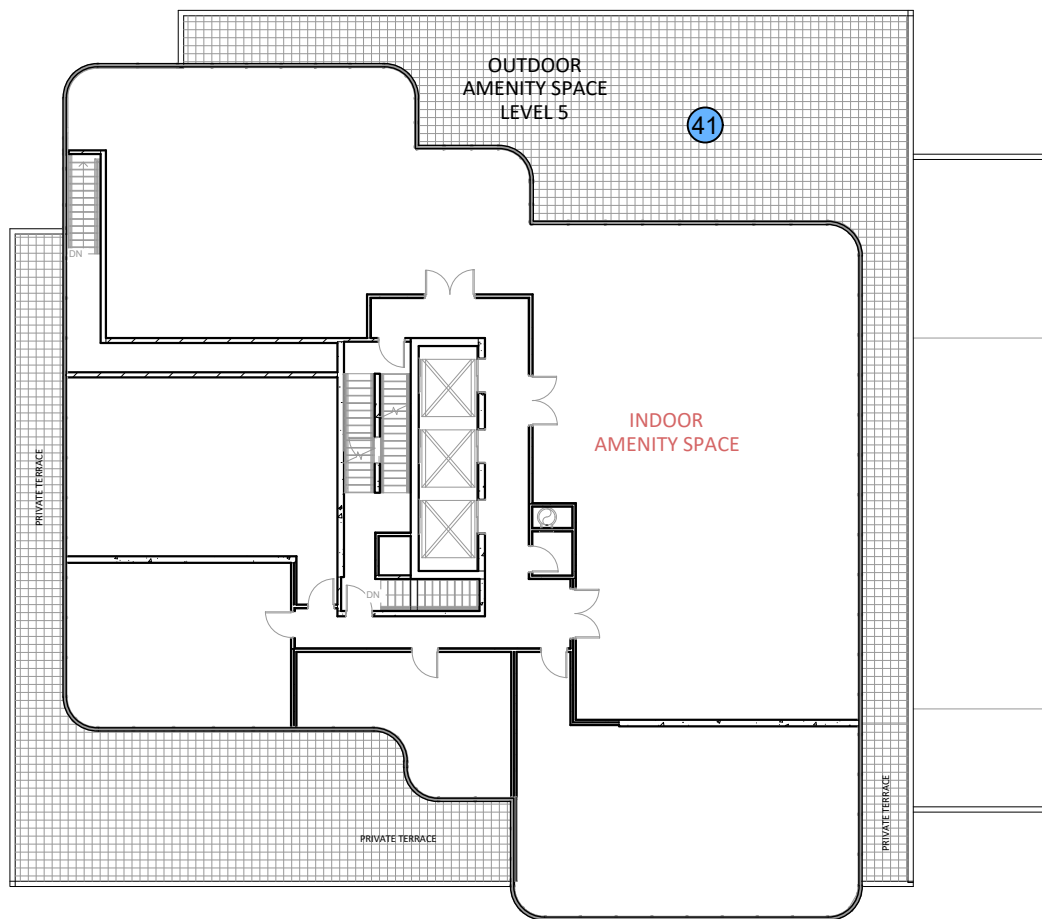 OUTDOOR
AMENITY SPACE
LEVEL 5
41
DN
INDOOR
AMENITY SPACE
PRIVATE TERRACE
DN
PRIVATE TERRACE
PRIVATE TERRACE